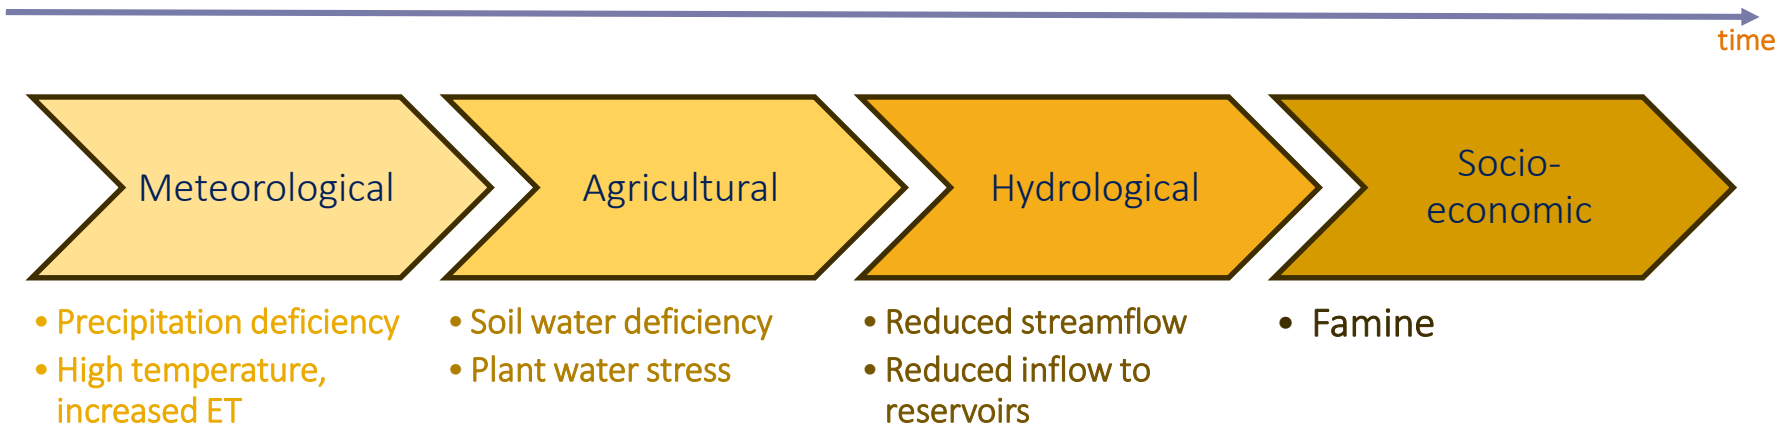 time
Meteorological
Agricultural
Hydrological
Socio-
economic
• Precipitation deficiency
• High temperature,
increased ET
• Soil water deficiency
• Plant water stress
• Reduced streamflow
• Reduced inflow to
reservoirs
• Famine